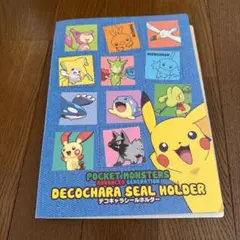 POCKET MONSTERS
ADVANCED GENERATION
DECOCHARA SEAL HOLDER
デコキャラシールホルダー